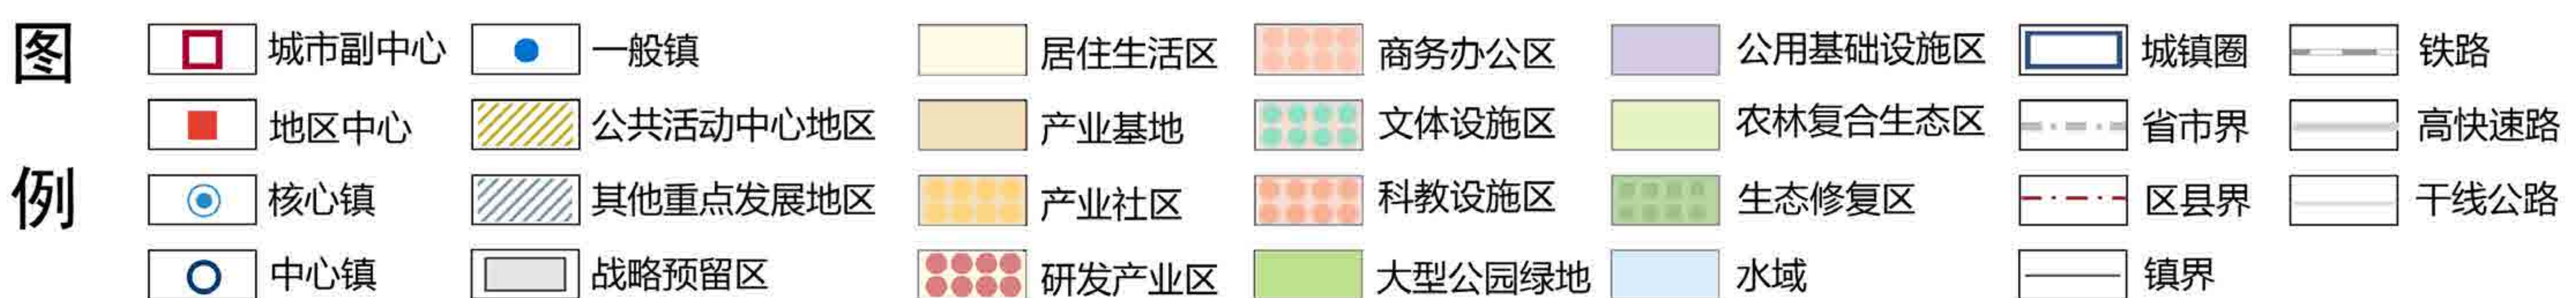 图例
城市副中心 一般镇 居住生活区 商务办公区 公用基础设施区 城镇圈 铁路
地区中心 公共活动中心地区 产业基地 文体设施区 农林复合生态区 省市界 高快速路
核心镇 其他重点发展地区 产业社区 科教设施区 生态修复区 区县界 干线公路
中心镇 战略预留区 研发产业区 大型公园绿地 水域 镇界